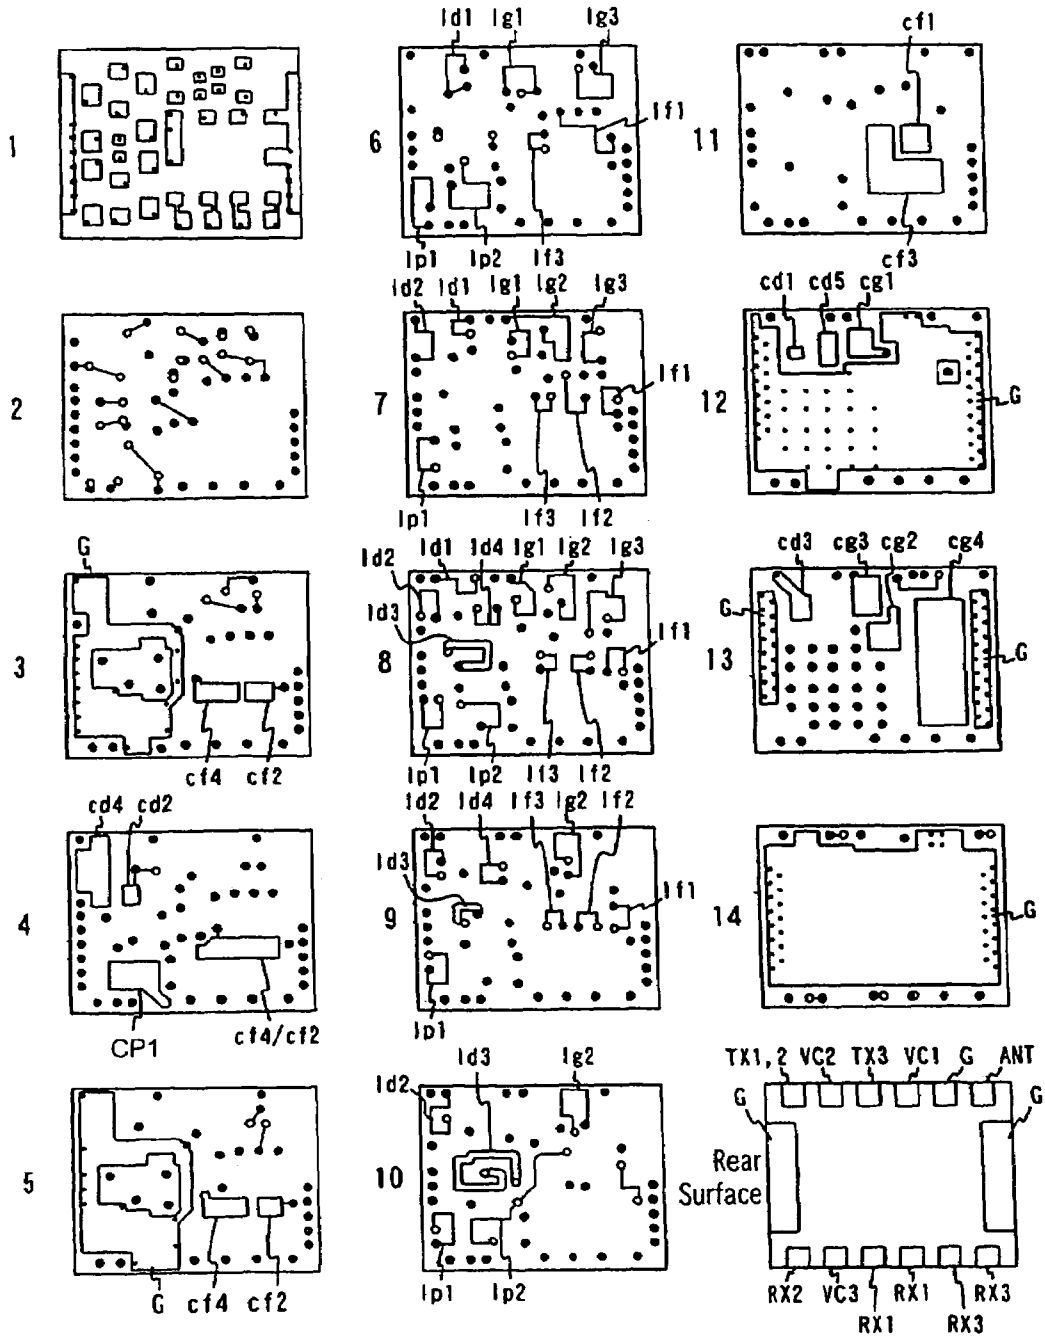 1
2
G
3
cf4 cf2
cd4 cd2
4
CP1 cf4/cf2
5
G cf4 cf2
ld1 lg1 lg3
6
lf1
lp1 lp2 lf3
ld2 ld1 lg1 lg2 lg3
7
lf1
lp1 lf3 lf2
ld2 ld1 ld4 lg1 lg2 lg3
ld3
8
lf1
lp1 lp2 lf3 lf2
ld2 ld4 lf3 lg2 lf2
ld3
9
lf1
lp1
ld3 lg2
ld2
10
lp1 lp2
cf1
11
cf3
cd1 cd5 cg1
12
G
cd3 cg3 cg2 cg4
G
13
G
14
G
TX1, 2 VC2 TX3 VC1 G ANT
G G
Rear
Surface
RX2 VC3 RX1 RX3
RX1 RX3